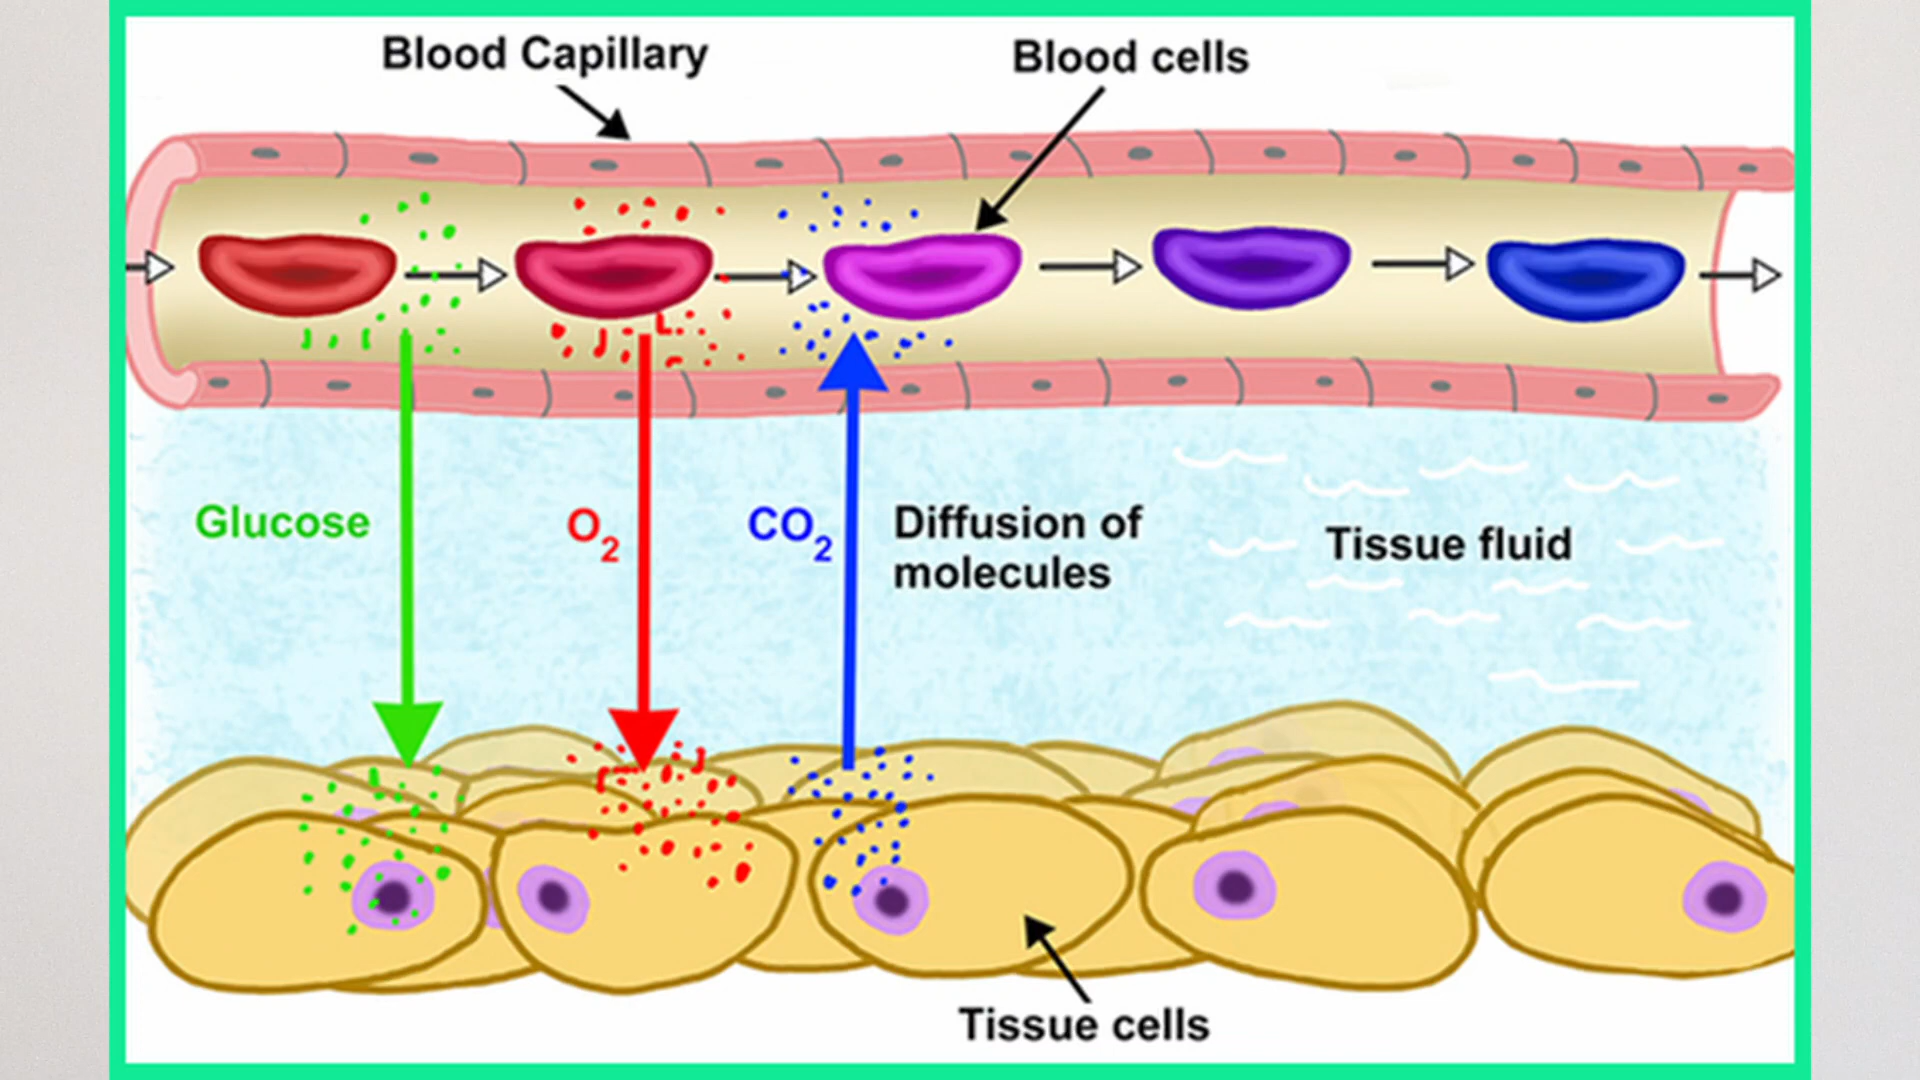 Blood Capillary
Blood cells
Glucose
O₂
CO₂
Diffusion of
molecules
Tissue fluid
Tissue cells